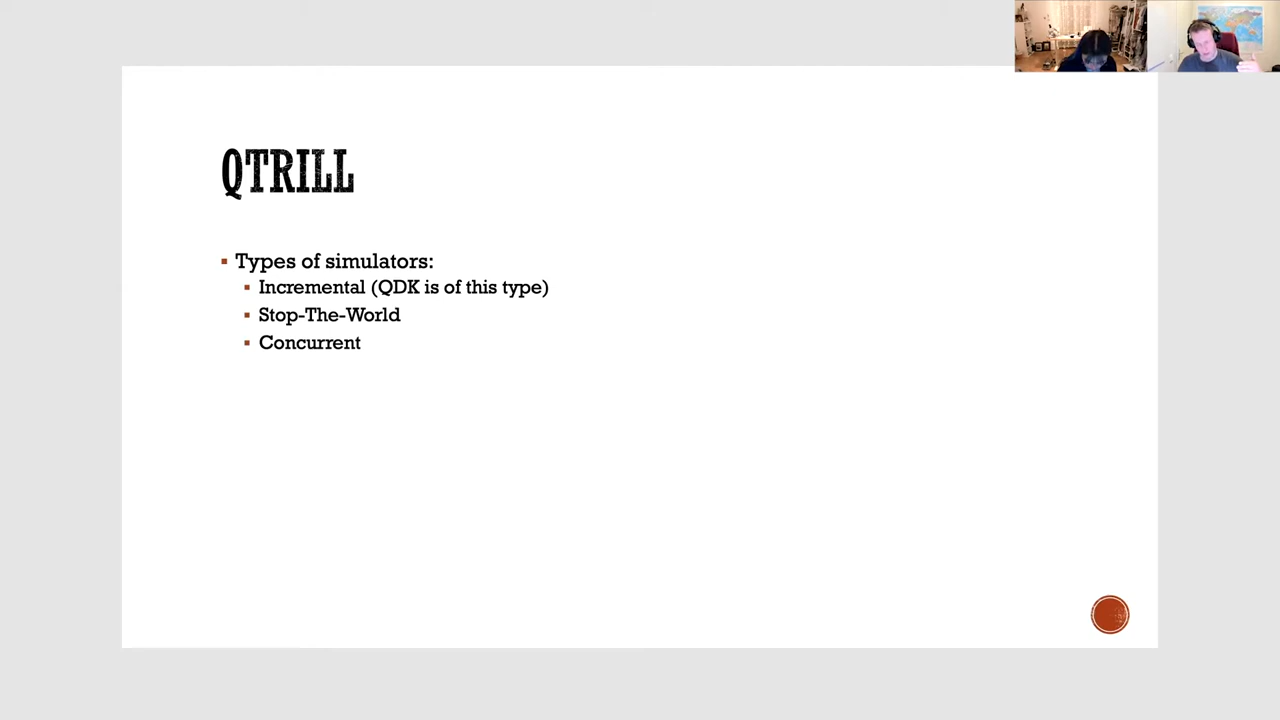 QTRILL
Types of simulators:
Incremental (QDK is of this type)
Stop-The-World
Concurrent